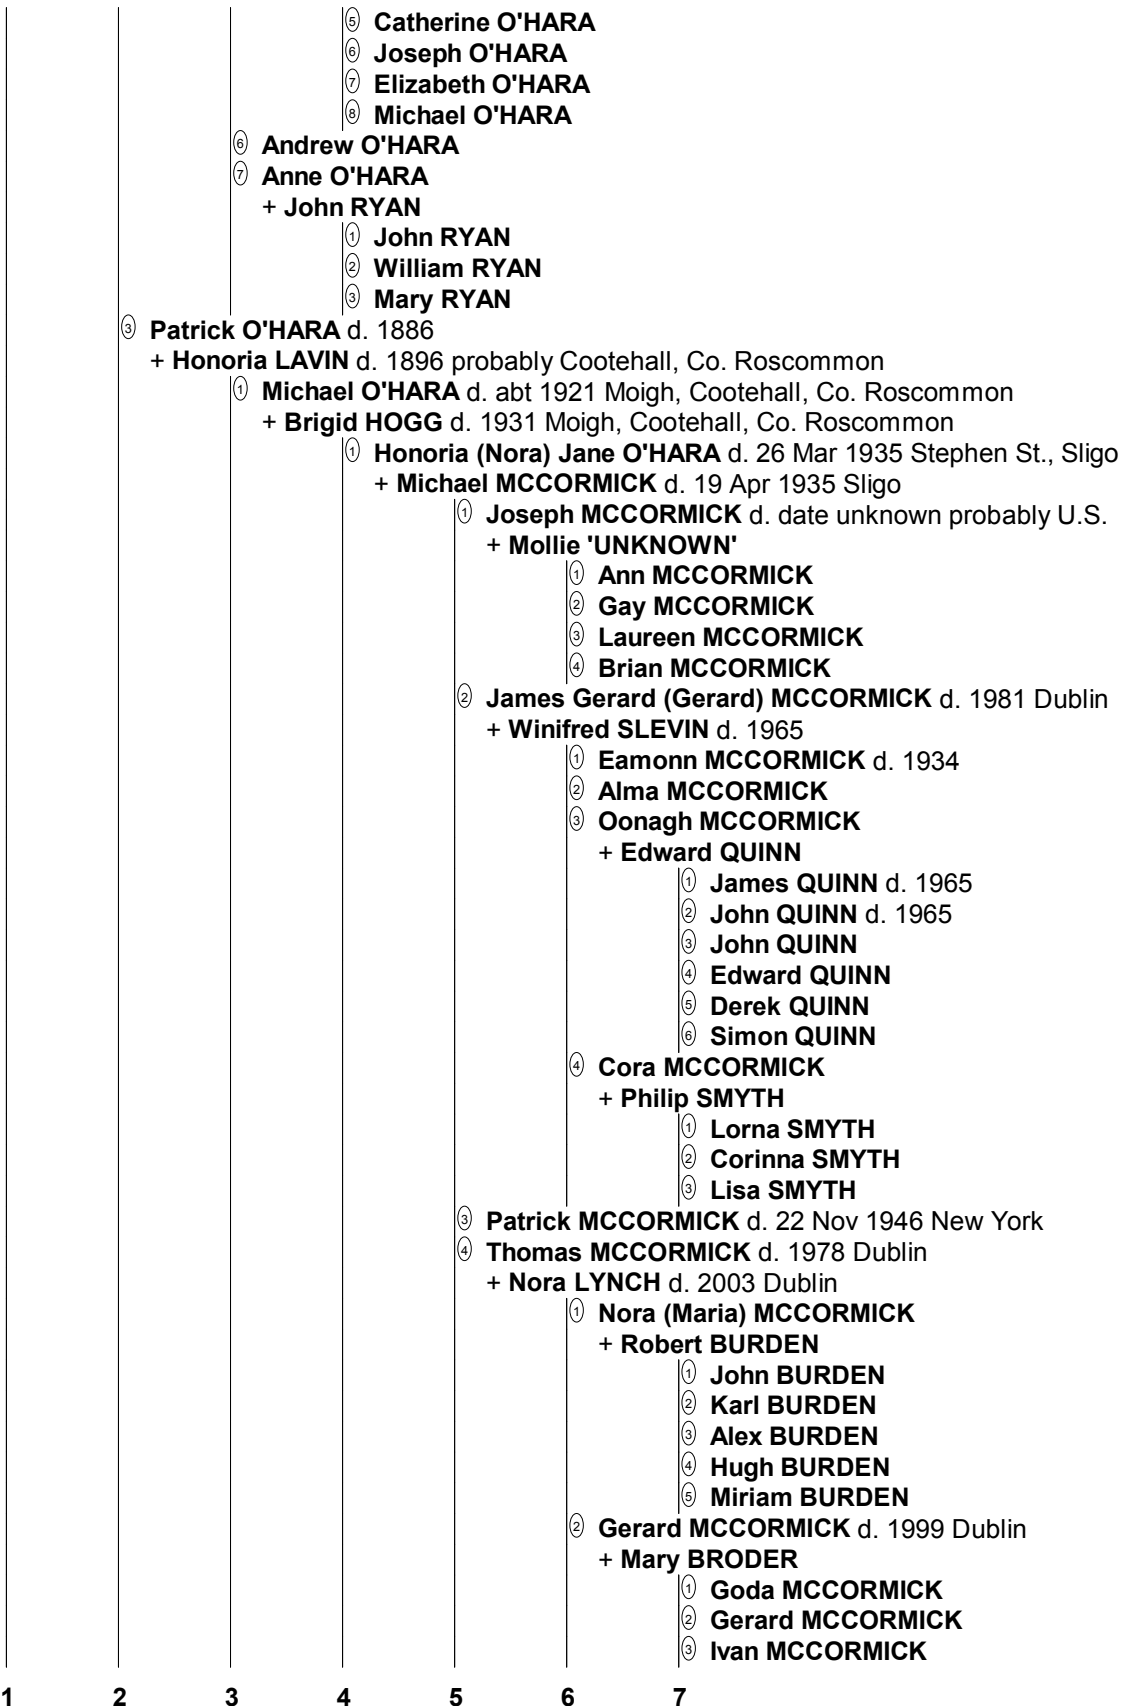 5 Catherine O'HARA
6 Joseph O'HARA
7 Elizabeth O'HARA
8 Michael O'HARA
6 Andrew O'HARA
7 Anne O'HARA
+ John RYAN
1 John RYAN
2 William RYAN
3 Mary RYAN
3 Patrick O'HARA d. 1886
+ Honoria LAVIN d. 1896 probably Cootehall, Co. Roscommon
1 Michael O'HARA d. abt 1921 Moigh, Cootehall, Co. Roscommon
+ Brigid HOGG d. 1931 Moigh, Cootehall, Co. Roscommon
1 Honoria (Nora) Jane O'HARA d. 26 Mar 1935 Stephen St., Sligo
+ Michael MCCORMICK d. 19 Apr 1935 Sligo
1 Joseph MCCORMICK d. date unknown probably U.S.
+ Mollie 'UNKNOWN'
1 Ann MCCORMICK
2 Gay MCCORMICK
3 Laureen MCCORMICK
4 Brian MCCORMICK
2 James Gerard (Gerard) MCCORMICK d. 1981 Dublin
+ Winifred SLEVIN d. 1965
1 Eamonn MCCORMICK d. 1934
2 Alma MCCORMICK
3 Oonagh MCCORMICK
+ Edward QUINN
1 James QUINN d. 1965
2 John QUINN d. 1965
3 John QUINN
4 Edward QUINN
5 Derek QUINN
6 Simon QUINN
4 Cora MCCORMICK
+ Philip SMYTH
1 Lorna SMYTH
2 Corinna SMYTH
3 Lisa SMYTH
3 Patrick MCCORMICK d. 22 Nov 1946 New York
4 Thomas MCCORMICK d. 1978 Dublin
+ Nora LYNCH d. 2003 Dublin
1 Nora (Maria) MCCORMICK
+ Robert BURDEN
1 John BURDEN
2 Karl BURDEN
3 Alex BURDEN
4 Hugh BURDEN
5 Miriam BURDEN
2 Gerard MCCORMICK d. 1999 Dublin
+ Mary BRODER
1 Goda MCCORMICK
2 Gerard MCCORMICK
3 Ivan MCCORMICK
1 2 3 4 5 6 7